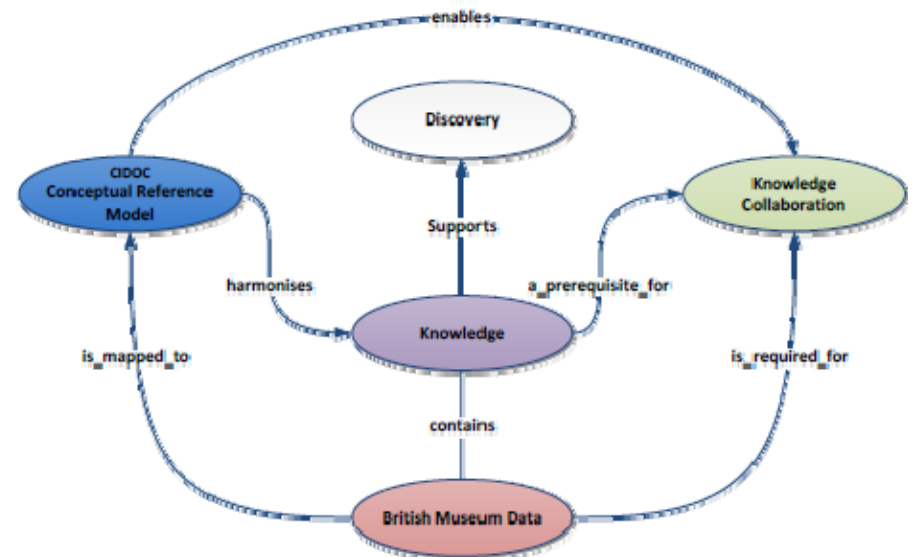 enables
Discovery
CIDOC
Conceptual Reference
Model
Knowledge
Collaboration
Supports
harmonises
a_prerequisite_for
Knowledge
is_mapped_to
is_required_for
contains
British Museum Data